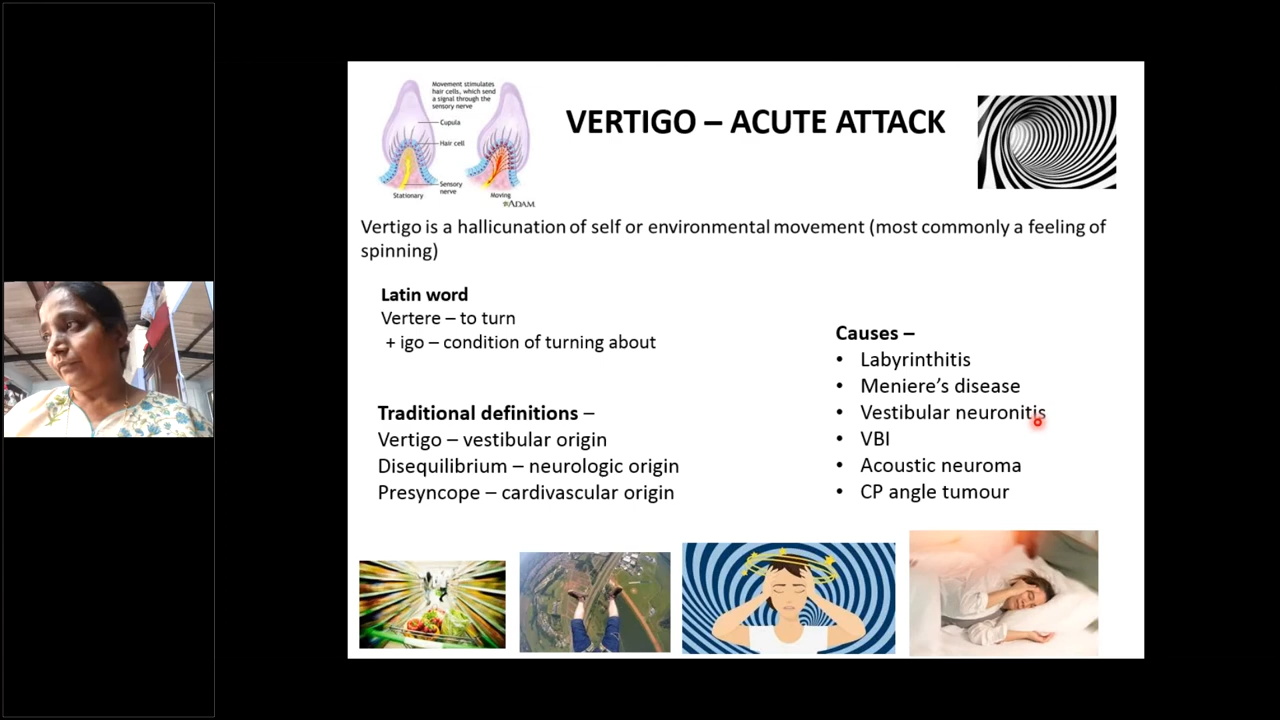 Movement stimulates
hair cells, which send
a signal through the
sensory nerve
Cupula
Hair cell
Sensory
nerve
Stationary
Moving
ADAM.
VERTIGO – ACUTE ATTACK
Vertigo is a hallicunation of self or environmental movement (most commonly a feeling of
spinning)
Latin word
Vertere – to turn
+ igo – condition of turning about
Traditional definitions –
Vertigo – vestibular origin
Disequilibrium – neurologic origin
Presyncope – cardivascular origin
Causes –
• Labyrinthitis
• Meniere’s disease
• Vestibular neuronitis
• VBI
• Acoustic neuroma
• CP angle tumour